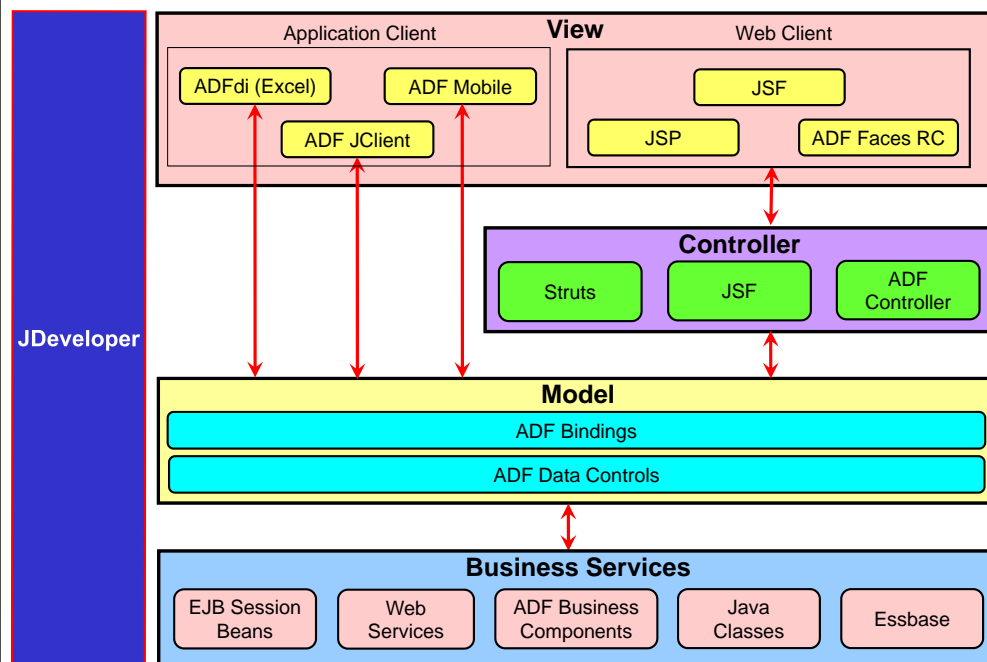 JDeveloper
View
Application Client
Web Client
ADFdi (Excel)
ADF Mobile
ADF JClient
JSF
JSP
ADF Faces RC
Controller
Struts
JSF
ADF
Controller
Model
ADF Bindings
ADF Data Controls
Business Services
EJB Session
Beans
Web
Services
ADF Business
Components
Java
Classes
Essbase